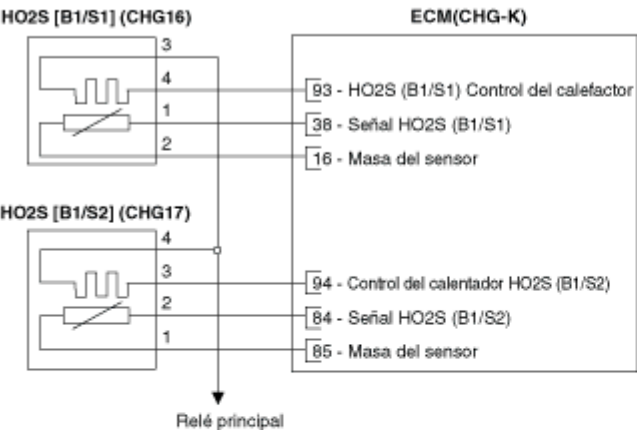 HO2S [B1/S1] (CHG16)
ECM(CHG-K)
3
4
93 - HO2S (B1/S1) Control del calefactor
1
38 - Señal HO2S (B1/S1)
2
16 - Masa del sensor
HO2S [B1/S2] (CHG17)
4
3
94 - Control del calentador HO2S (B1/S2)
2
84 - Señal HO2S (B1/S2)
1
85 - Masa del sensor
Relé principal